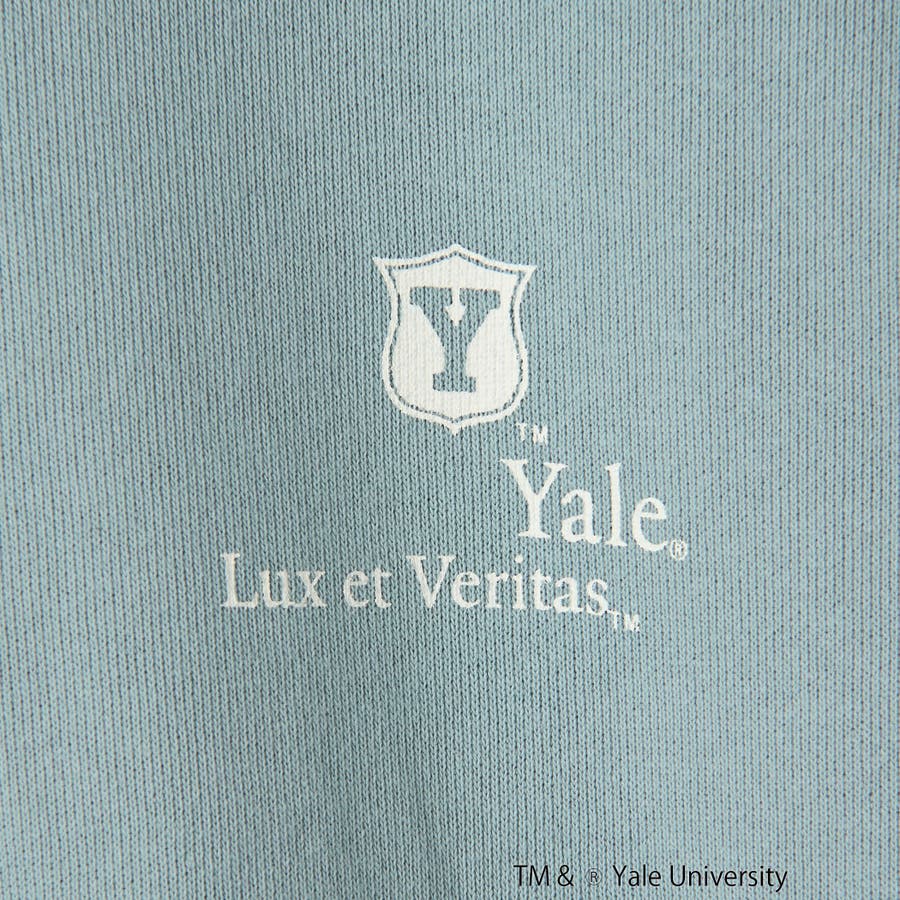 Y
TM
Yale®
Lux et Veritas TM
TM & ® Yale University